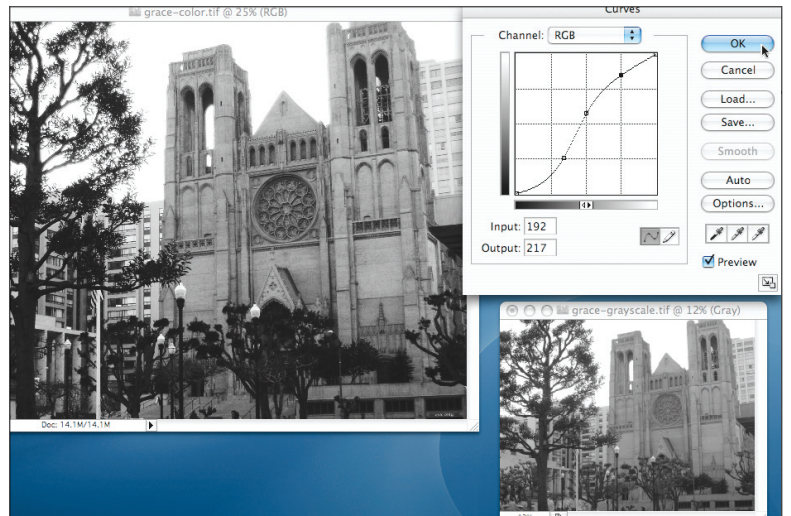 grace-color.tif @ 25% (RGB)
Doc: 14.1M/14.1M
Curves
Channel: RGB
Input: 192
Output: 217
OK
Cancel
Load...
Save...
Smooth
Auto
Options...
Preview
grace-grayscale.tif @ 12% (Gray)